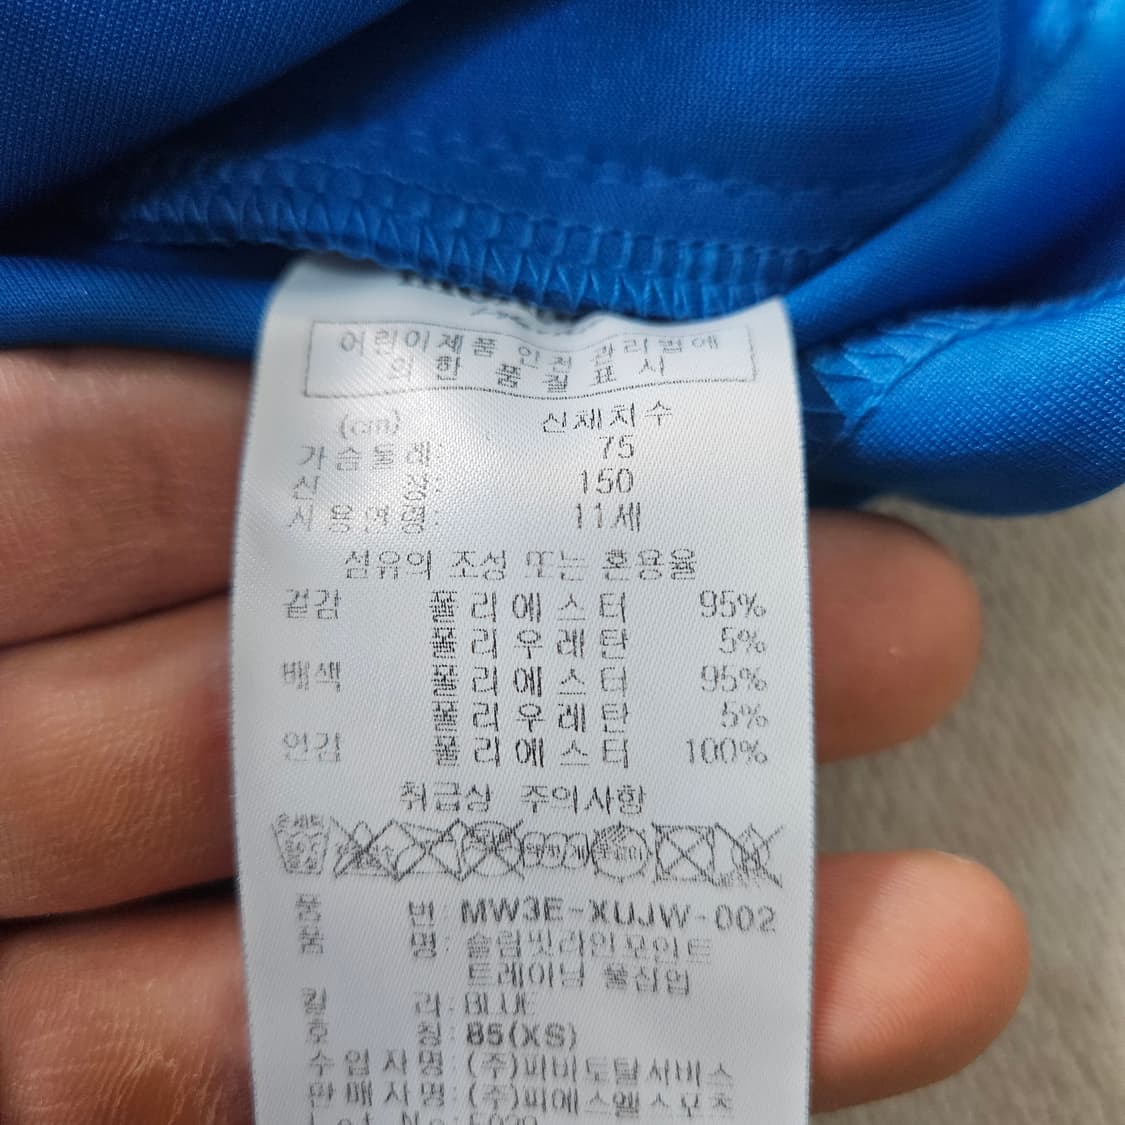 어린이제품 안전 관리법에
의한 품질표시
(cm) 신체치수
가슴둘레: 75
신장: 150
사용연령: 11세
섬유의 조성 또는 혼용율
겉감 폴리에스터 95%
폴리우레탄 5%
배색 폴리에스터 95%
폴리우레탄 5%
안감 폴리에스터 100%
취급상 주의사항
손세탁
품번: MW3E-XUJW-002
품명: 슬림핏라인포인트
트레이닝 풀집업
컬러: BLUE
호칭: 85(XS)
수입자명: (주)피비토탈서비스
판매자명: (주)피에스엘스포츠